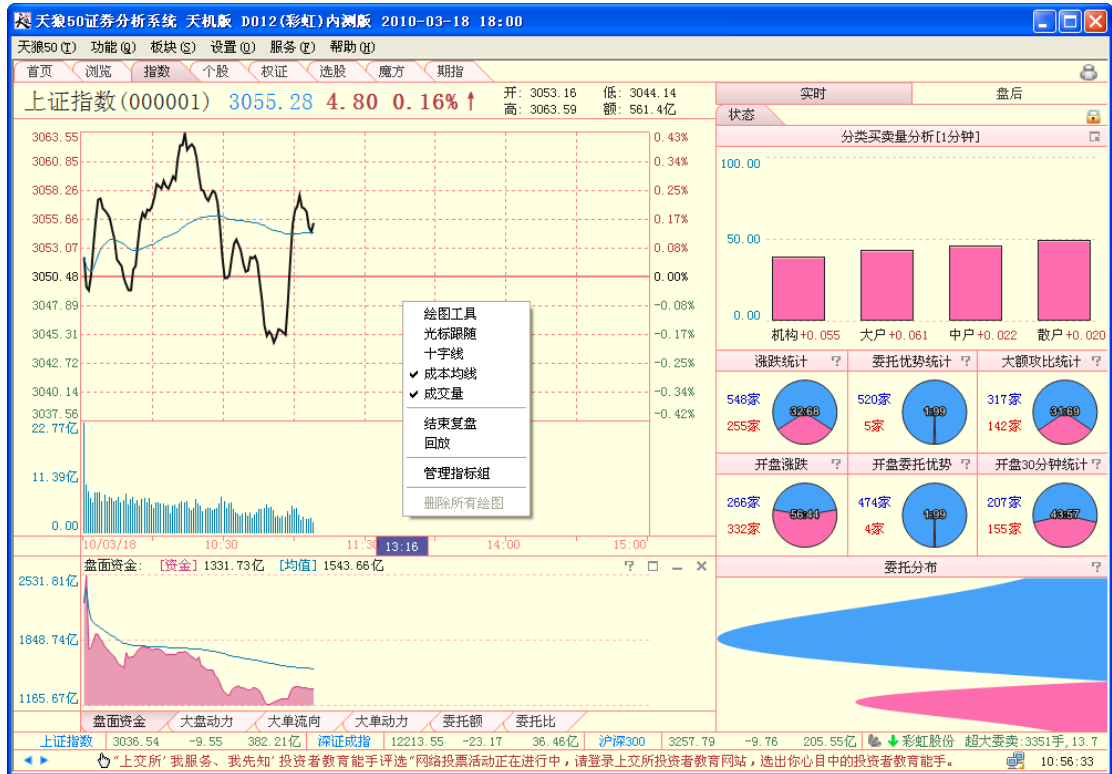 天狼50证券分析系统 天机版 D012(彩虹)内测版 2010-03-18 18:00
天狼50(T) 功能(Q) 板块(S) 设置(O) 服务(F) 帮助(H)
首页 浏览 指数 个股 权证 选股 魔方 期指
上证指数(000001) 3055.28 4.80 0.16%↑ 开: 3053.16 低: 3044.14
高: 3063.59 额: 561.4亿
实时 盘后
状态
分类买卖量分析[1分钟]
3063.55 0.43%
3060.85 0.34%
3058.26 0.25%
3055.66 0.17%
3053.07 0.08%
3050.48 0.00%
3047.89 -0.08%
3045.31 -0.17%
3042.72 -0.25%
3040.14 -0.34%
3037.56 -0.42%
22.77亿
11.39亿
0.00
10/03/18 10:30 11:30 13:16 14:00 15:00
绘图工具
光标跟随
十字线
✓ 成本均线
✓ 成交量
结束复盘
回放
管理指标组
删除所有绘图
100.00
50.00
0.00
机构+0.055 大户+0.061 中户+0.022 散户+0.020
涨跌统计 ? 委托优势统计 ? 大额攻比统计 ?
548家 32:68 520家 1:99 317家 31:69
255家 5家 142家
开盘涨跌 ? 开盘委托优势 ? 开盘30分钟统计 ?
266家 56:44 474家 1:99 207家 43:57
332家 4家 155家
委托分布 ?
盘面资金: [资金] 1331.73亿 [均值] 1543.66亿 ?
2531.81亿
1848.74亿
1165.67亿
盘面资金 大盘动力 大单流向 大单动力 委托额 委托比
上证指数 3036.54 -9.55 382.21亿 深证成指 12213.55 -23.17 36.46亿 沪深300 3257.79 -9.76 205.55亿 彩虹股份 超大委卖:3351手,13.7
“上交所‘我服务、我先知’投资者教育能手评选“网络投票活动正在进行中，请登录上交所投资者教育网站，选出你心目中的投资者教育能手。 10:56:33